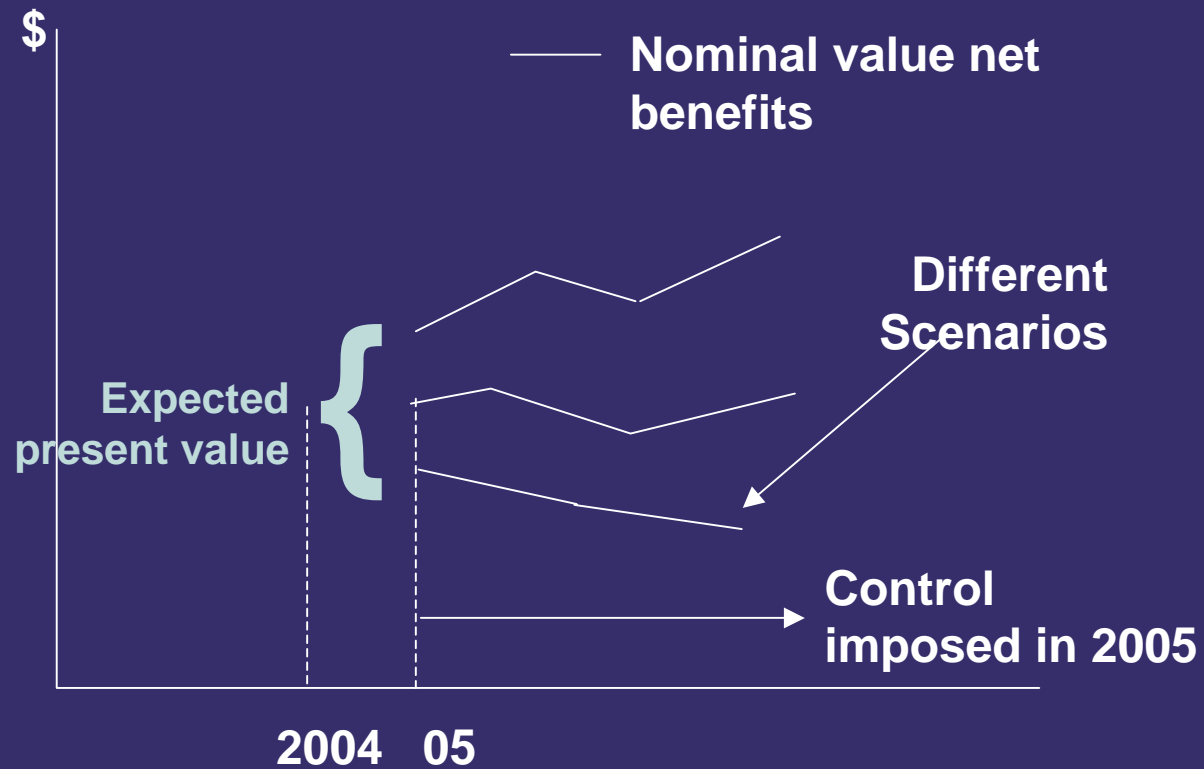 $
Nominal value net
benefits
Different
Scenarios
Expected
present value
Control
imposed in 2005
2004 05